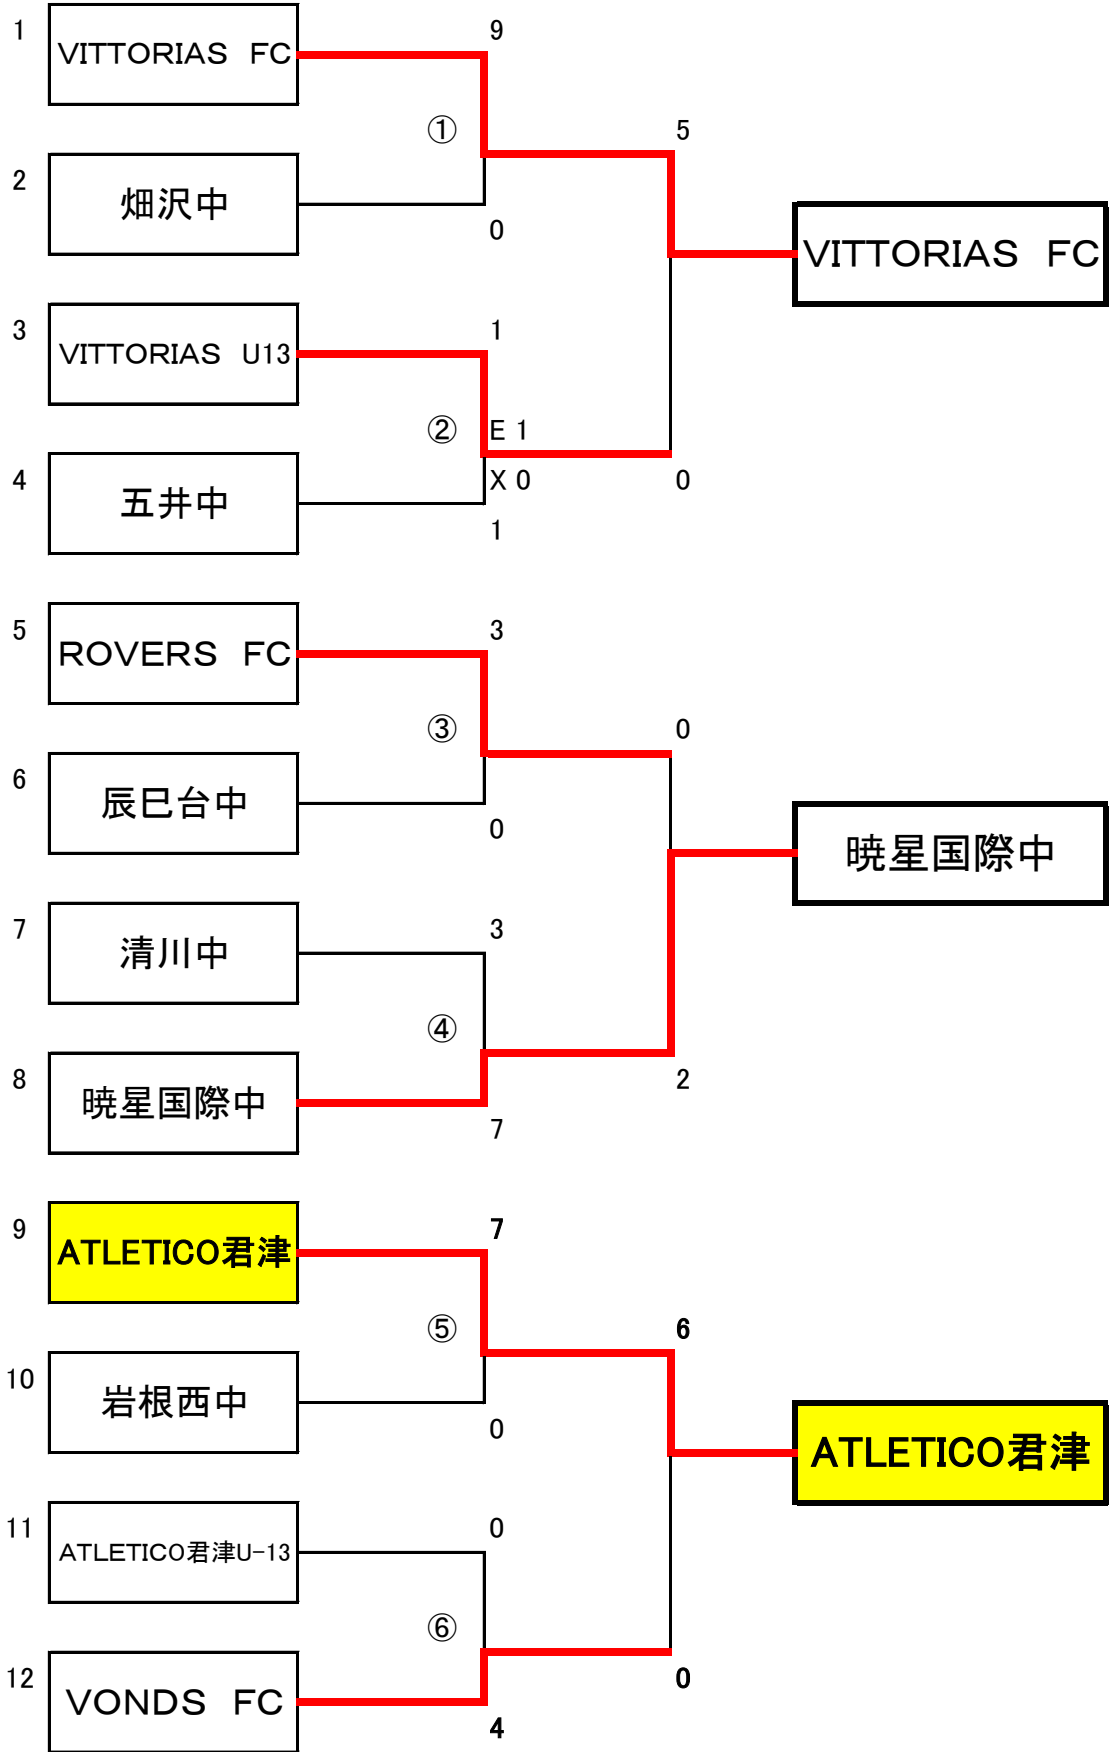 1
VITTORIAS　FC
9
①
5
2
畑沢中
0
VITTORIAS　FC
3
VITTORIAS　U13
1
②
E 1
4
五井中
X 0
0
1
5
ROVERS　FC
3
③
0
6
辰巳台中
0
暁星国際中
7
清川中
3
④
8
暁星国際中
2
7
9
ATLETICO君津
7
⑤
6
10
岩根西中
0
ATLETICO君津
11
ATLETICO君津U-13
0
⑥
12
VONDS　FC
0
4